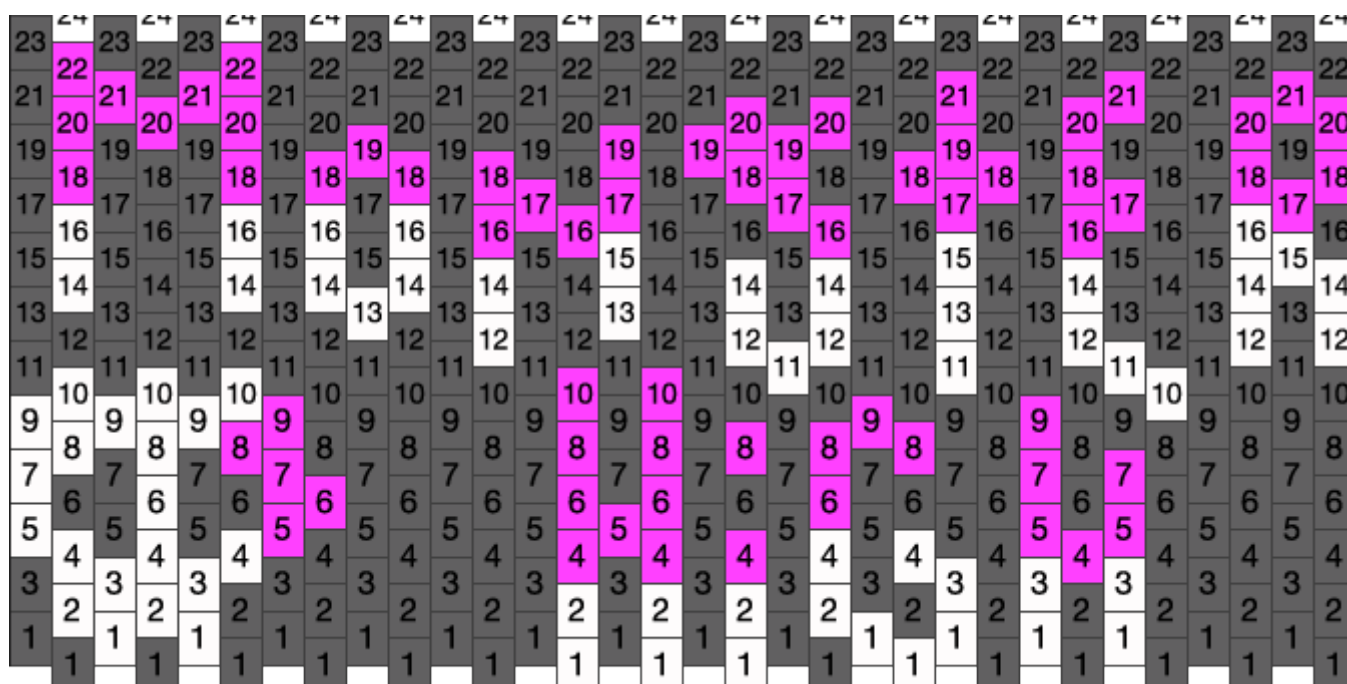 24 24 24 24 24 24 24 24 24 24 24 24 24 24 24 24
23 23 23 23 23 23 23 23 23 23 23 23 23 23 23 23
22 22 22 22 22 22 22 22 22 22 22 22 22 22 22 22
21 21 21 21 21 21 21 21 21 21 21 21 21 21 21 21
20 20 20 20 20 20 20 20 20 20 20 20 20 20 20 20
19 19 19 19 19 19 19 19 19 19 19 19 19 19 19 19
18 18 18 18 18 18 18 18 18 18 18 18 18 18 18 18
17 17 17 17 17 17 17 17 17 17 17 17 17 17 17 17
16 16 16 16 16 16 16 16 16 16 16 16 16 16 16 16
15 15 15 15 15 15 15 15 15 15 15 15 15 15 15 15
14 14 14 14 14 14 14 14 14 14 14 14 14 14 14 14
13 13 13 13 13 13 13 13 13 13 13 13 13 13 13 13
12 12 12 12 12 12 12 12 12 12 12 12 12 12 12 12
11 11 11 11 11 11 11 11 11 11 11 11 11 11 11 11
10 10 10 10 10 10 10 10 10 10 10 10 10 10 10 10
9 9 9 9 9 9 9 9 9 9 9 9 9 9 9 9
8 8 8 8 8 8 8 8 8 8 8 8 8 8 8 8
7 7 7 7 7 7 7 7 7 7 7 7 7 7 7 7
6 6 6 6 6 6 6 6 6 6 6 6 6 6 6 6
5 5 5 5 5 5 5 5 5 5 5 5 5 5 5 5
4 4 4 4 4 4 4 4 4 4 4 4 4 4 4 4
3 3 3 3 3 3 3 3 3 3 3 3 3 3 3 3
2 2 2 2 2 2 2 2 2 2 2 2 2 2 2 2
1 1 1 1 1 1 1 1 1 1 1 1 1 1 1 1
1 1 1 1 1 1 1 1 1 1 1 1 1 1 1 1